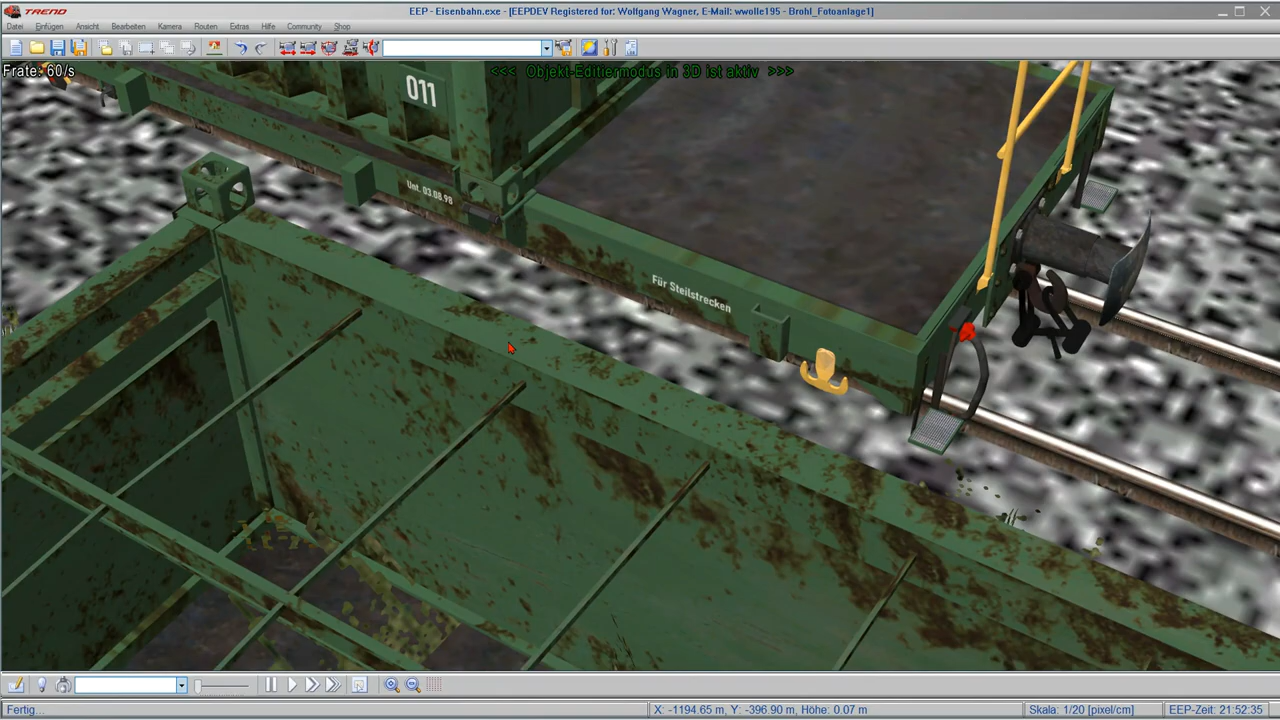 TREND
EEP - Eisenbahn.exe - [EEPDEV Registered for: Wolfgang Wagner, E-Mail: wwolle195 - Brohl_Fotoanlage1]
Datei Einfügen Ansicht Bearbeiten Kamera Routen Extras Hilfe Community Shop
Frate: 60/s
<<< Objekt-Editiermodus in 3D ist aktiv >>>
011
Unt. 03.08.98
Für Steilstrecken
Fertig...
X: -1194.65 m, Y: -396.90 m, Höhe: 0.07 m
Skala: 1/20 [pixel/cm]
EEP-Zeit: 21:52:35